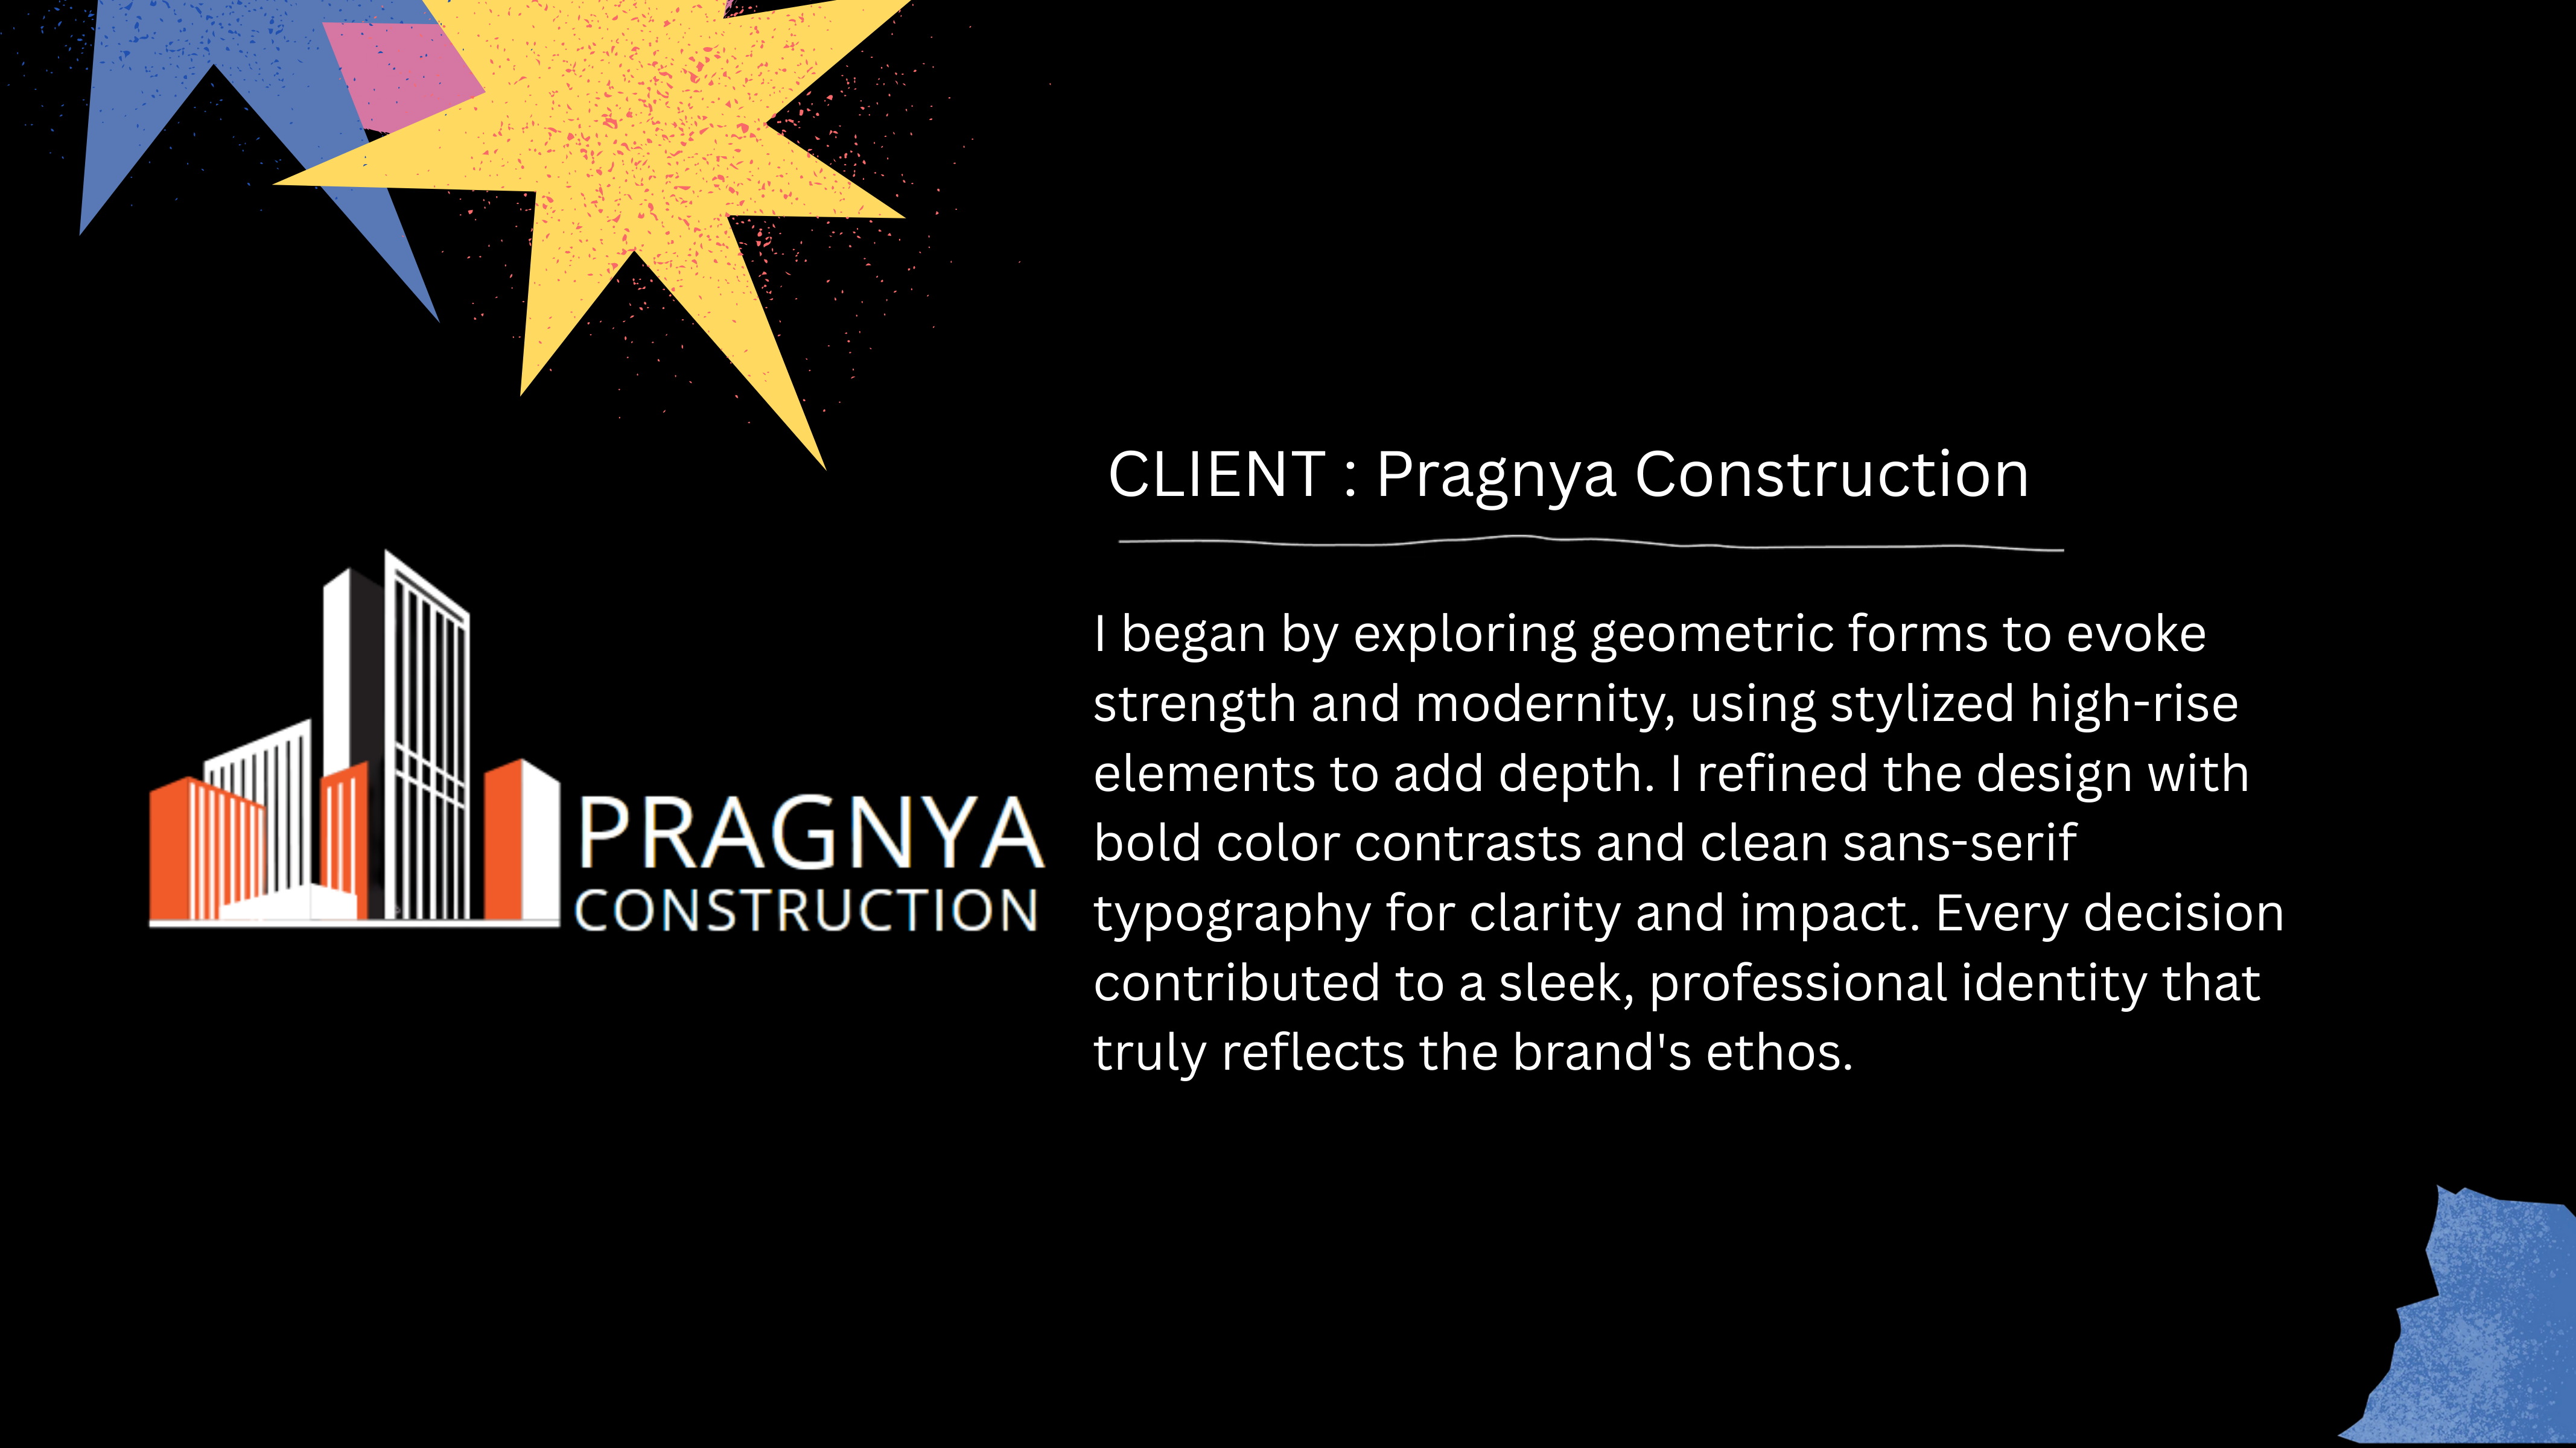 CLIENT : Pragnya Construction
PRAGNYA
CONSTRUCTION
I began by exploring geometric forms to evoke
strength and modernity, using stylized high-rise
elements to add depth. I refined the design with
bold color contrasts and clean sans-serif
typography for clarity and impact. Every decision
contributed to a sleek, professional identity that
truly reflects the brand's ethos.